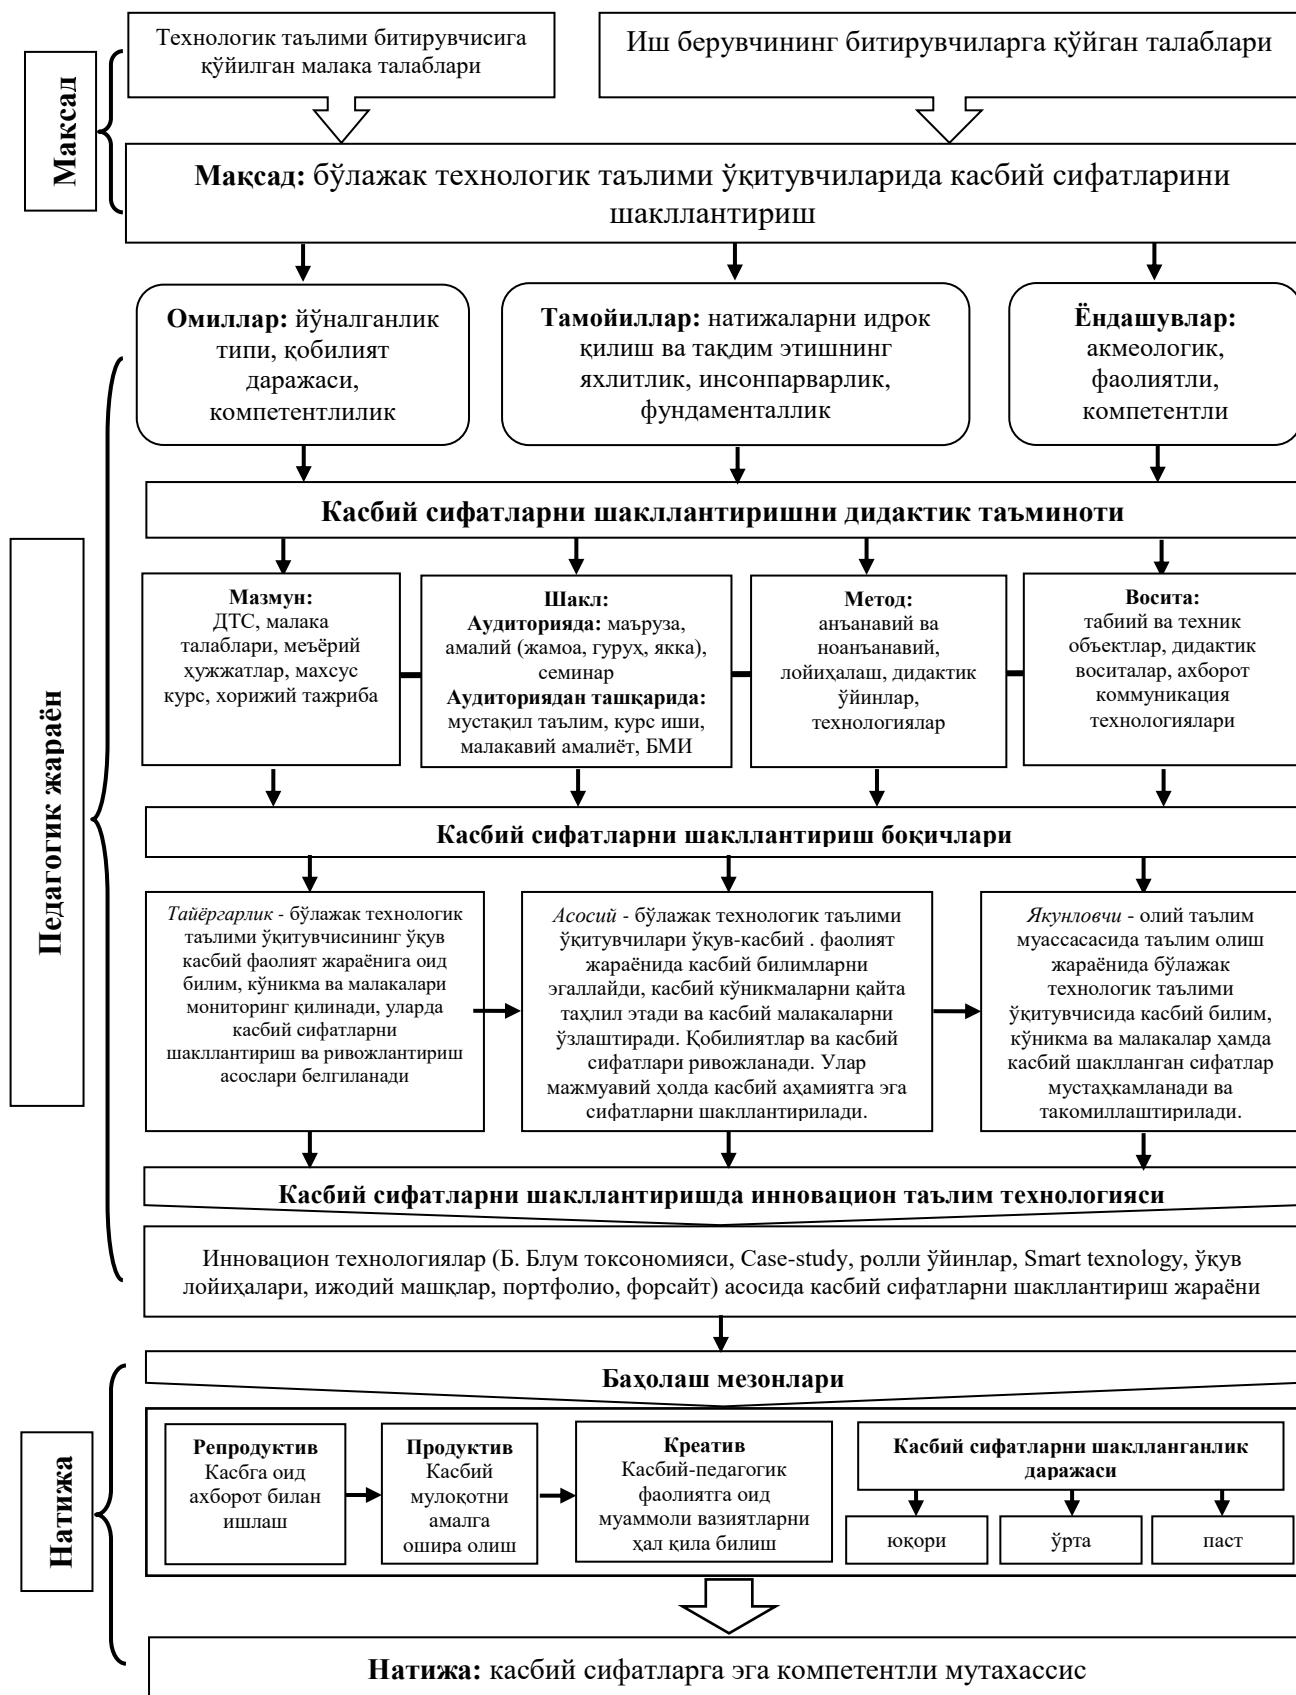 Технологик таълими битирувчисига
қўйилган малака талаблари
Иш берувчининг битирувчиларга қўйган талаблари
Максад
Мақсад: бўлажак технологик таълими ўқитувчиларида касбий сифатларини
шакллантириш
Омиллар: йўналганлик
типи, қобилият
даражаси,
компетентлилик
Тамойиллар: натижаларни идрок
қилиш ва тақдим этишнинг
яхлитлик, инсонпарварлик,
фундаменталлик
Ёндашувлар:
акмеологик,
фаолиятли,
компетентли
Педагогик жараён
Касбий сифатларни шакллантиришни дидактик таъминоти
Мазмун:
ДТС, малака
талаблари, меъёрий
ҳужжатлар, махсус
курс, хорижий тажриба
Шакл:
Аудиторияда: маъруза,
амалий (жамоа, гуруҳ, якка),
семинар
Аудиториядан ташқарида:
мустақил таълим, курс иши,
малакавий амалиёт, БМИ
Метод:
анъанавий ва
ноанъанавий,
лойиҳалаш, дидактик
ўйинлар,
технологиялар
Восита:
табиий ва техник
объектлар, дидактик
воситалар, ахборот
коммуникация
технологиялари
Касбий сифатларни шакллантириш боқичлари
Тайёргарлик - бўлажак технологик
таълими ўқитувчисининг ўқув
касбий фаолият жараёнига оид
билим, кўникма ва малакалари
мониторинг қилинади, уларда
касбий сифатларни
шакллантириш ва ривожлантириш
асослари белгиланади
Асосий - бўлажак технологик таълими
ўқитувчилари ўқув-касбий . фаолият
жараёнида касбий билимларни
эгаллайди, касбий кўникмаларни қайта
таҳлил этади ва касбий малакаларни
ўзлаштиради. Қобилиятлар ва касбий
сифатлари ривожланади. Улар
мажмуавий ҳолда касбий аҳамиятга эга
сифатларни шакллантирилади.
Якунловчи - олий таълим
муассасасида таълим олиш
жараёнида бўлажак
технологик таълими
ўқитувчисида касбий билим,
кўникма ва малакалар ҳамда
касбий шаклланган сифатлар
мустаҳкамланади ва
такомиллаштирилади.
Касбий сифатларни шакллантиришда инновацион таълим технологияси
Инновацион технологиялар (Б. Блум токсономияси, Case-study, ролли ўйинлар, Smart texnology, ўқув
лойиҳалари, ижодий машқлар, портфолио, форсайт) асосида касбий сифатларни шакллантириш жараёни
Баҳолаш мезонлари
Натижа
Репродуктив
Касбга оид
ахборот билан
ишлаш
Продуктив
Касбий
мулоқотни
амалга
ошира олиш
Креатив
Касбий-педагогик
фаолиятга оид
муаммоли вазиятларни
ҳал қила билиш
Касбий сифатларни шаклланганлик
даражаси
юқори
ўрта
паст
Натижа: касбий сифатларга эга компетентли мутахассис